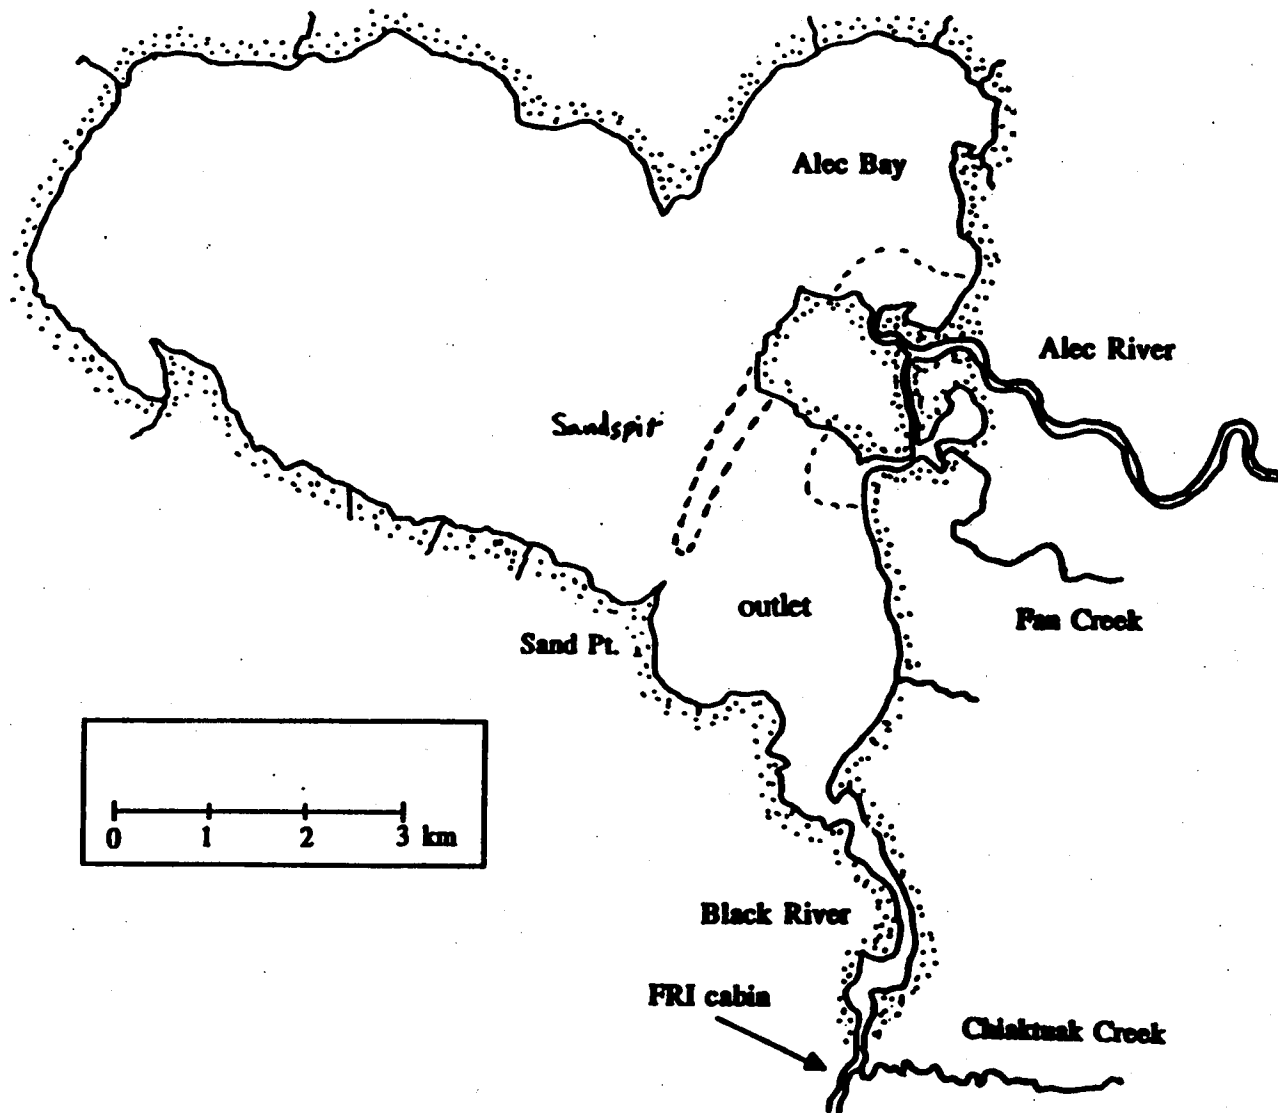 Alec Bay
Alec River
Sandspit
outlet
Fan Creek
Sand Pt.
0 1 2 3 km
Black River
FRI cabin
Chiaktuak Creek